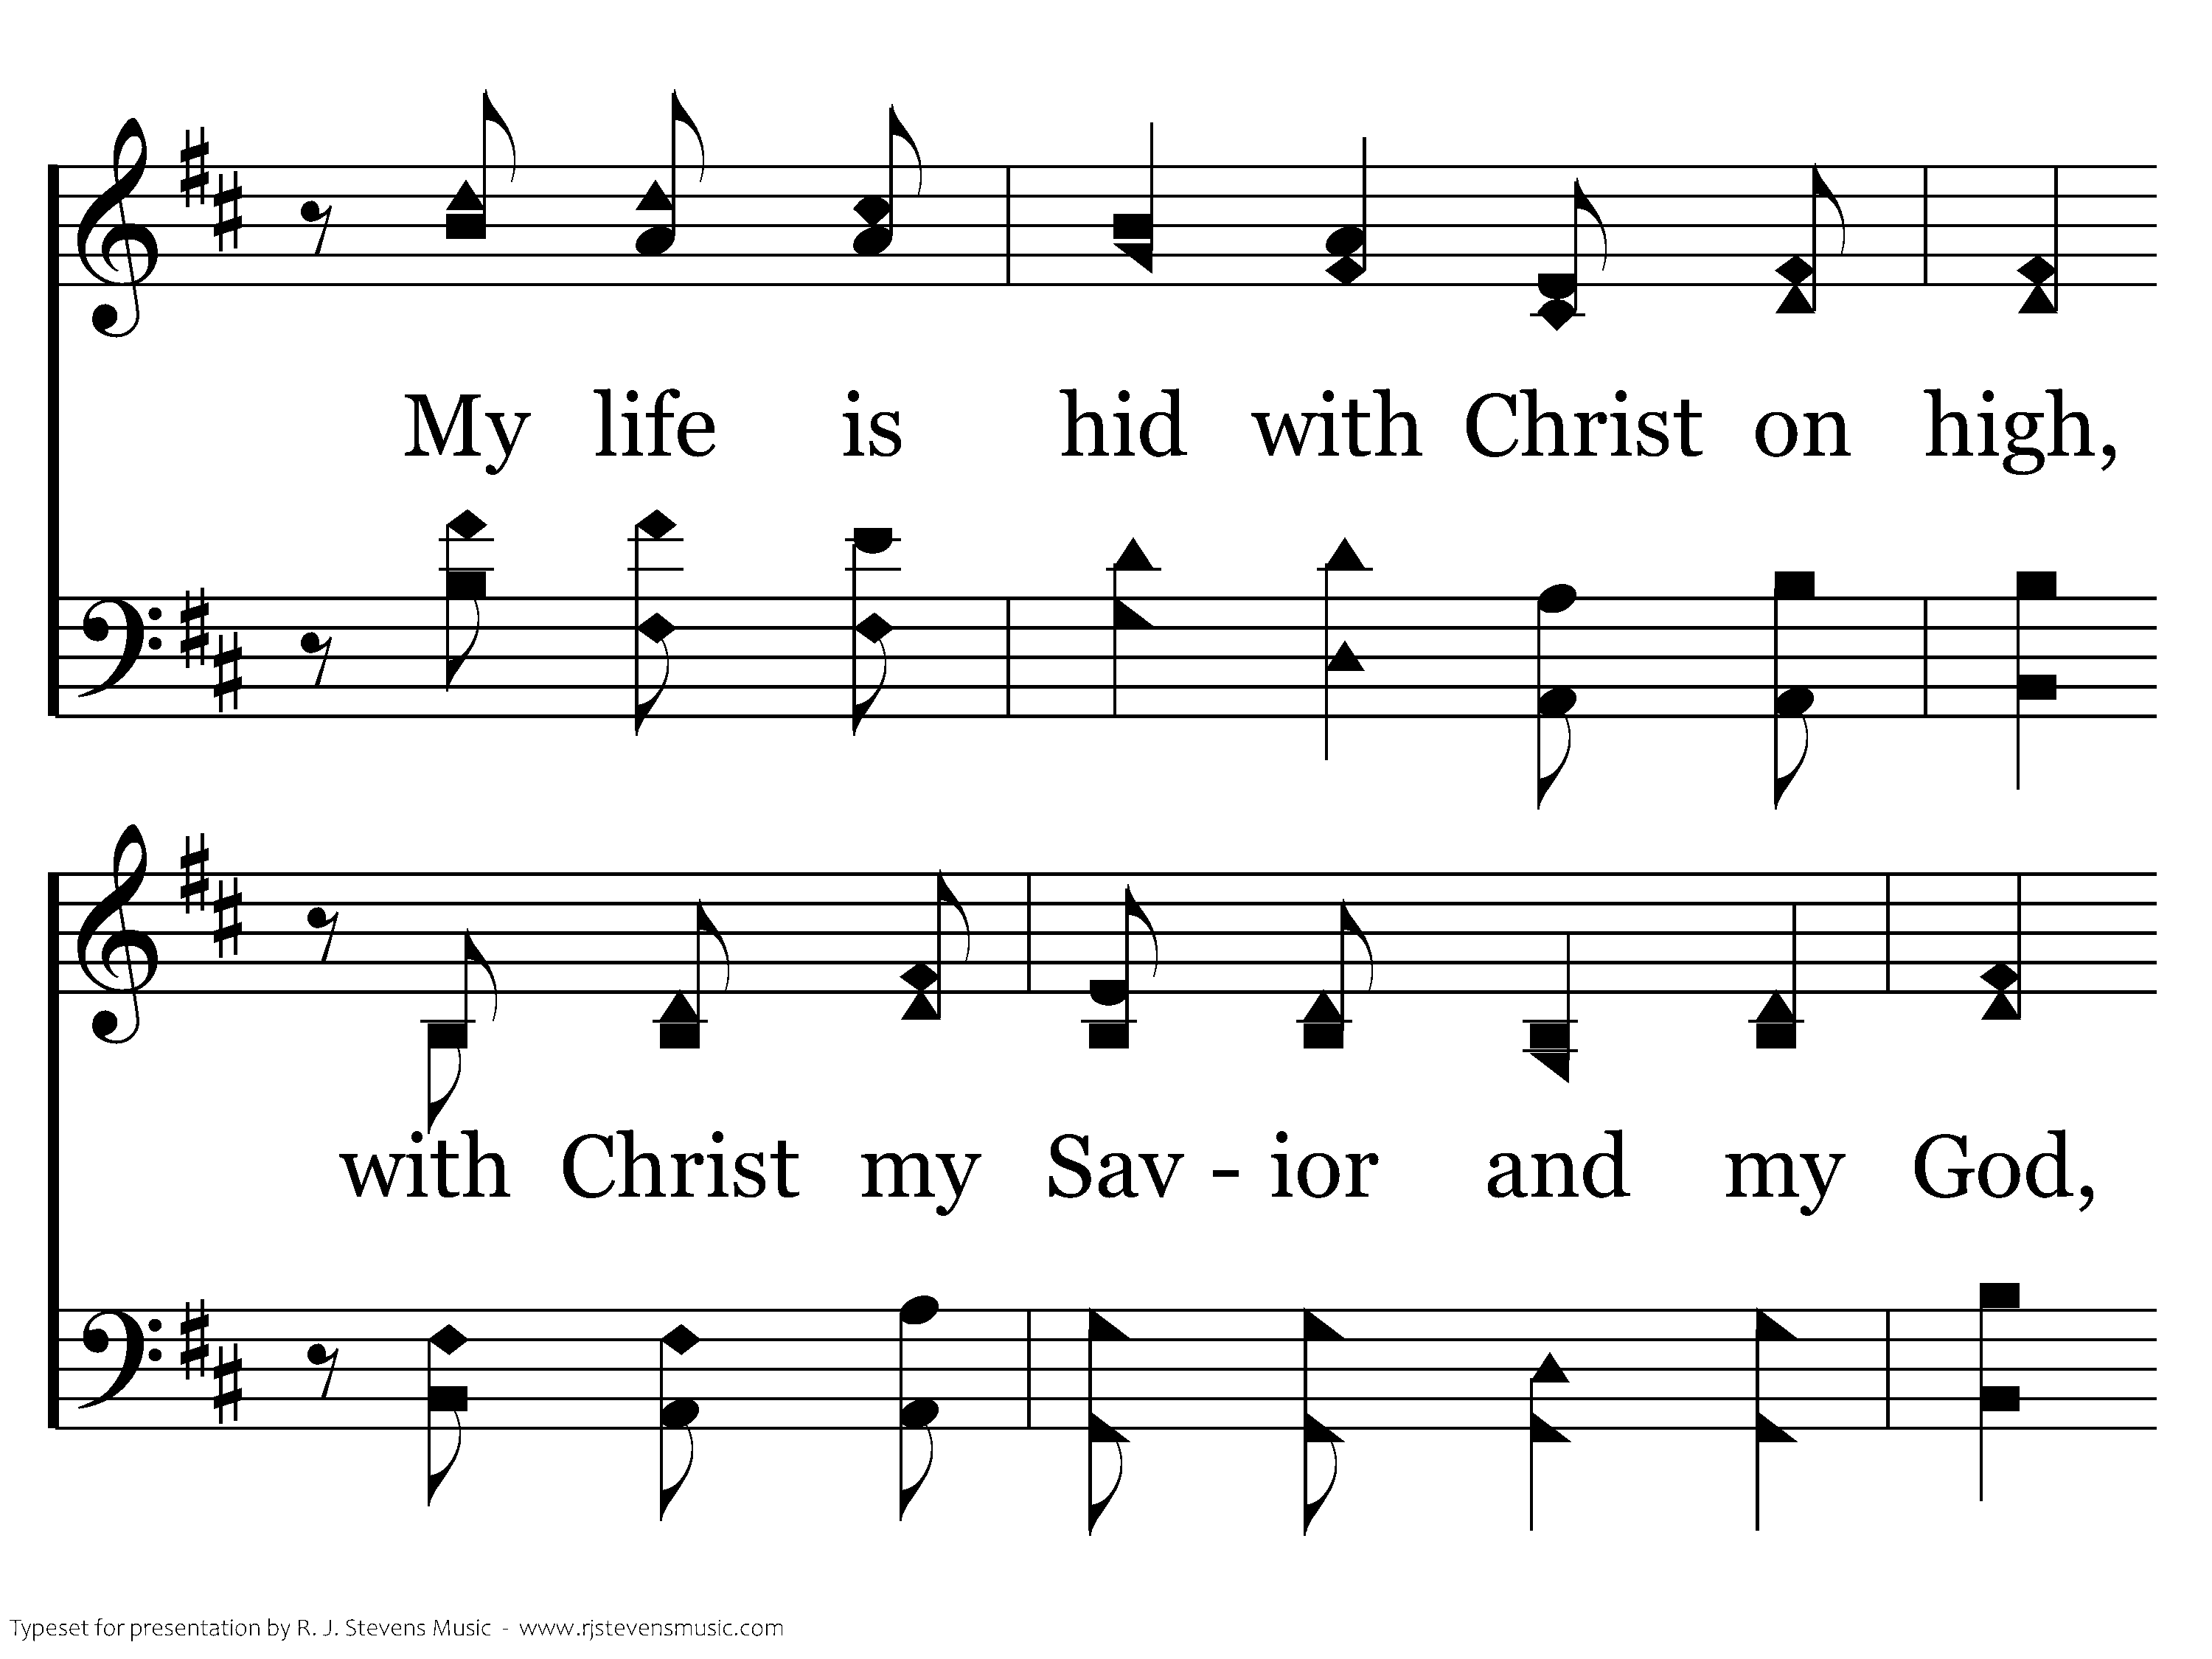 My life is hid with Christ on high,
with Christ my Sav - ior and my God,
Typeset for presentation by R. J. Stevens Music - www.rjstevensmusic.com